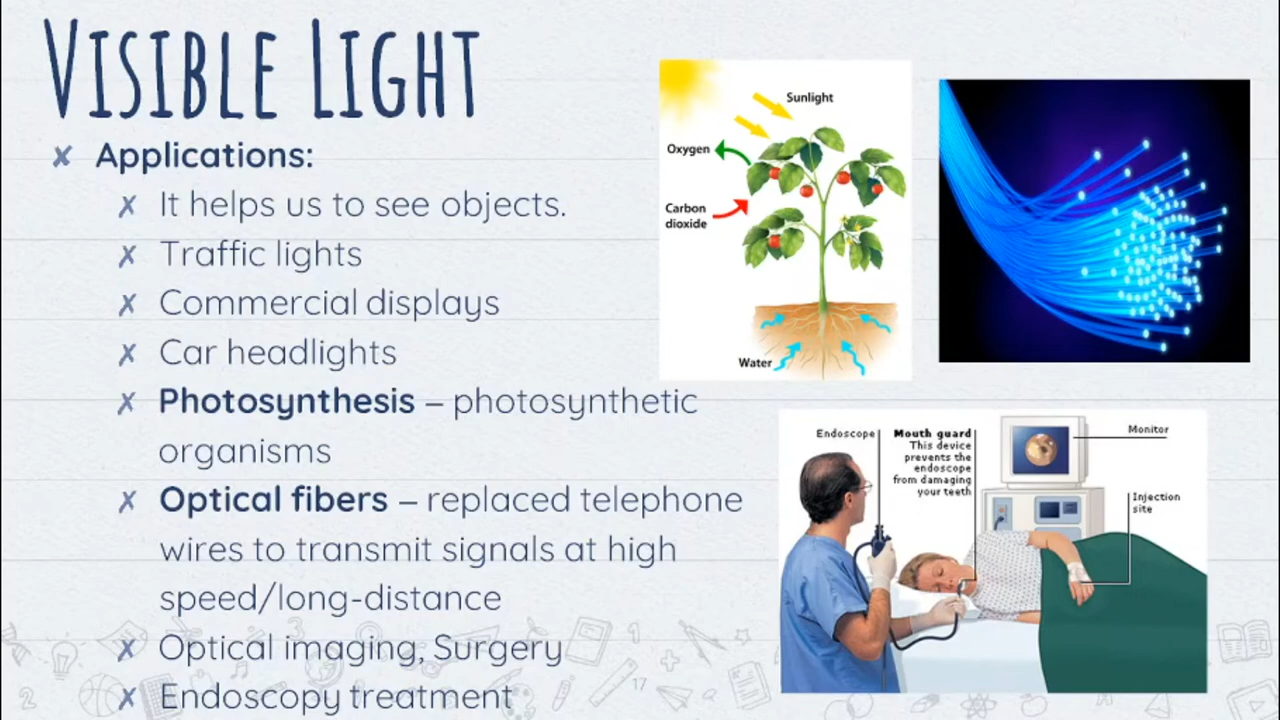 VISIBLE LIGHT
✗ Applications:
✗ It helps us to see objects.
✗ Traffic lights
✗ Commercial displays
✗ Car headlights
✗ Photosynthesis – photosynthetic
organisms
✗ Optical fibers – replaced telephone
wires to transmit signals at high
speed/long-distance
✗ Optical imaging, Surgery
✗ Endoscopy treatment
Sunlight
Oxygen
Carbon
dioxide
Water
Endoscope
Mouth guard
This device
prevents the
endoscope
from damaging
your teeth
Monitor
Injection
site
17